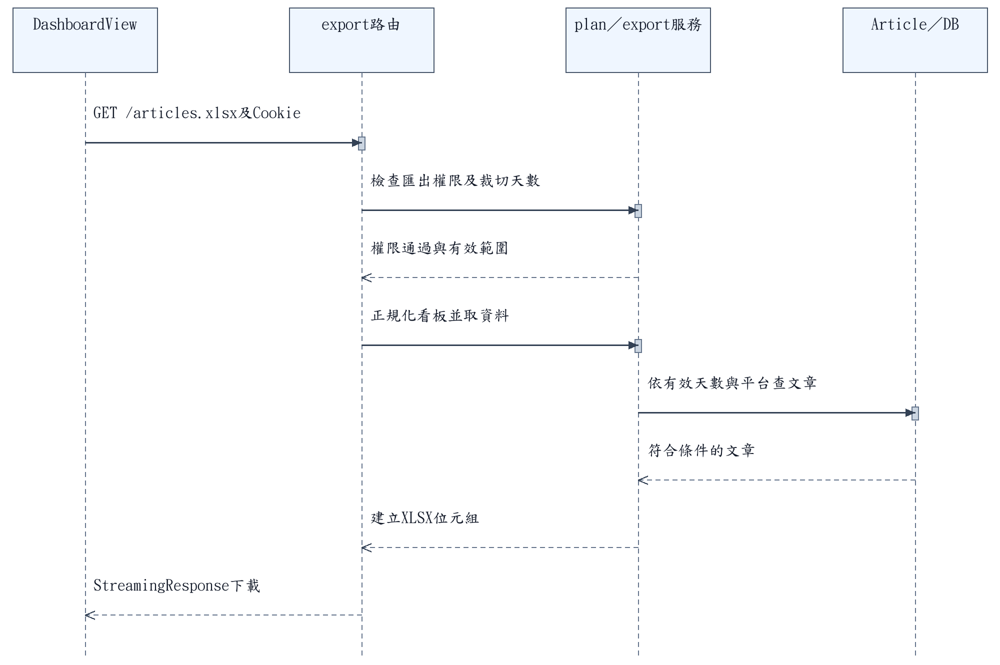 DashboardView
export路由
plan／export服務
Article／DB
GET /articles.xlsx及Cookie
檢查匯出權限及裁切天數
權限通過與有效範圍
正規化看板並取資料
依有效天數與平台查文章
符合條件的文章
建立XLSX位元組
StreamingResponse下載